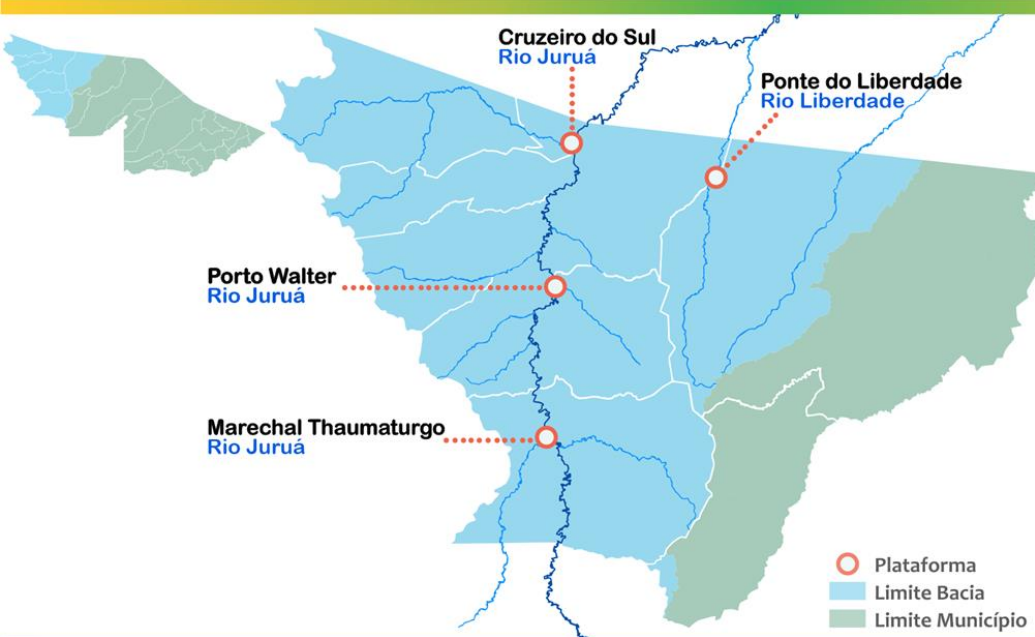 Cruzeiro do Sul
Rio Juruá
Ponte do Liberdade
Rio Liberdade
Porto Walter
Rio Juruá
Marechal Thaumaturgo
Rio Juruá
Plataforma
Limite Bacia
Limite Município